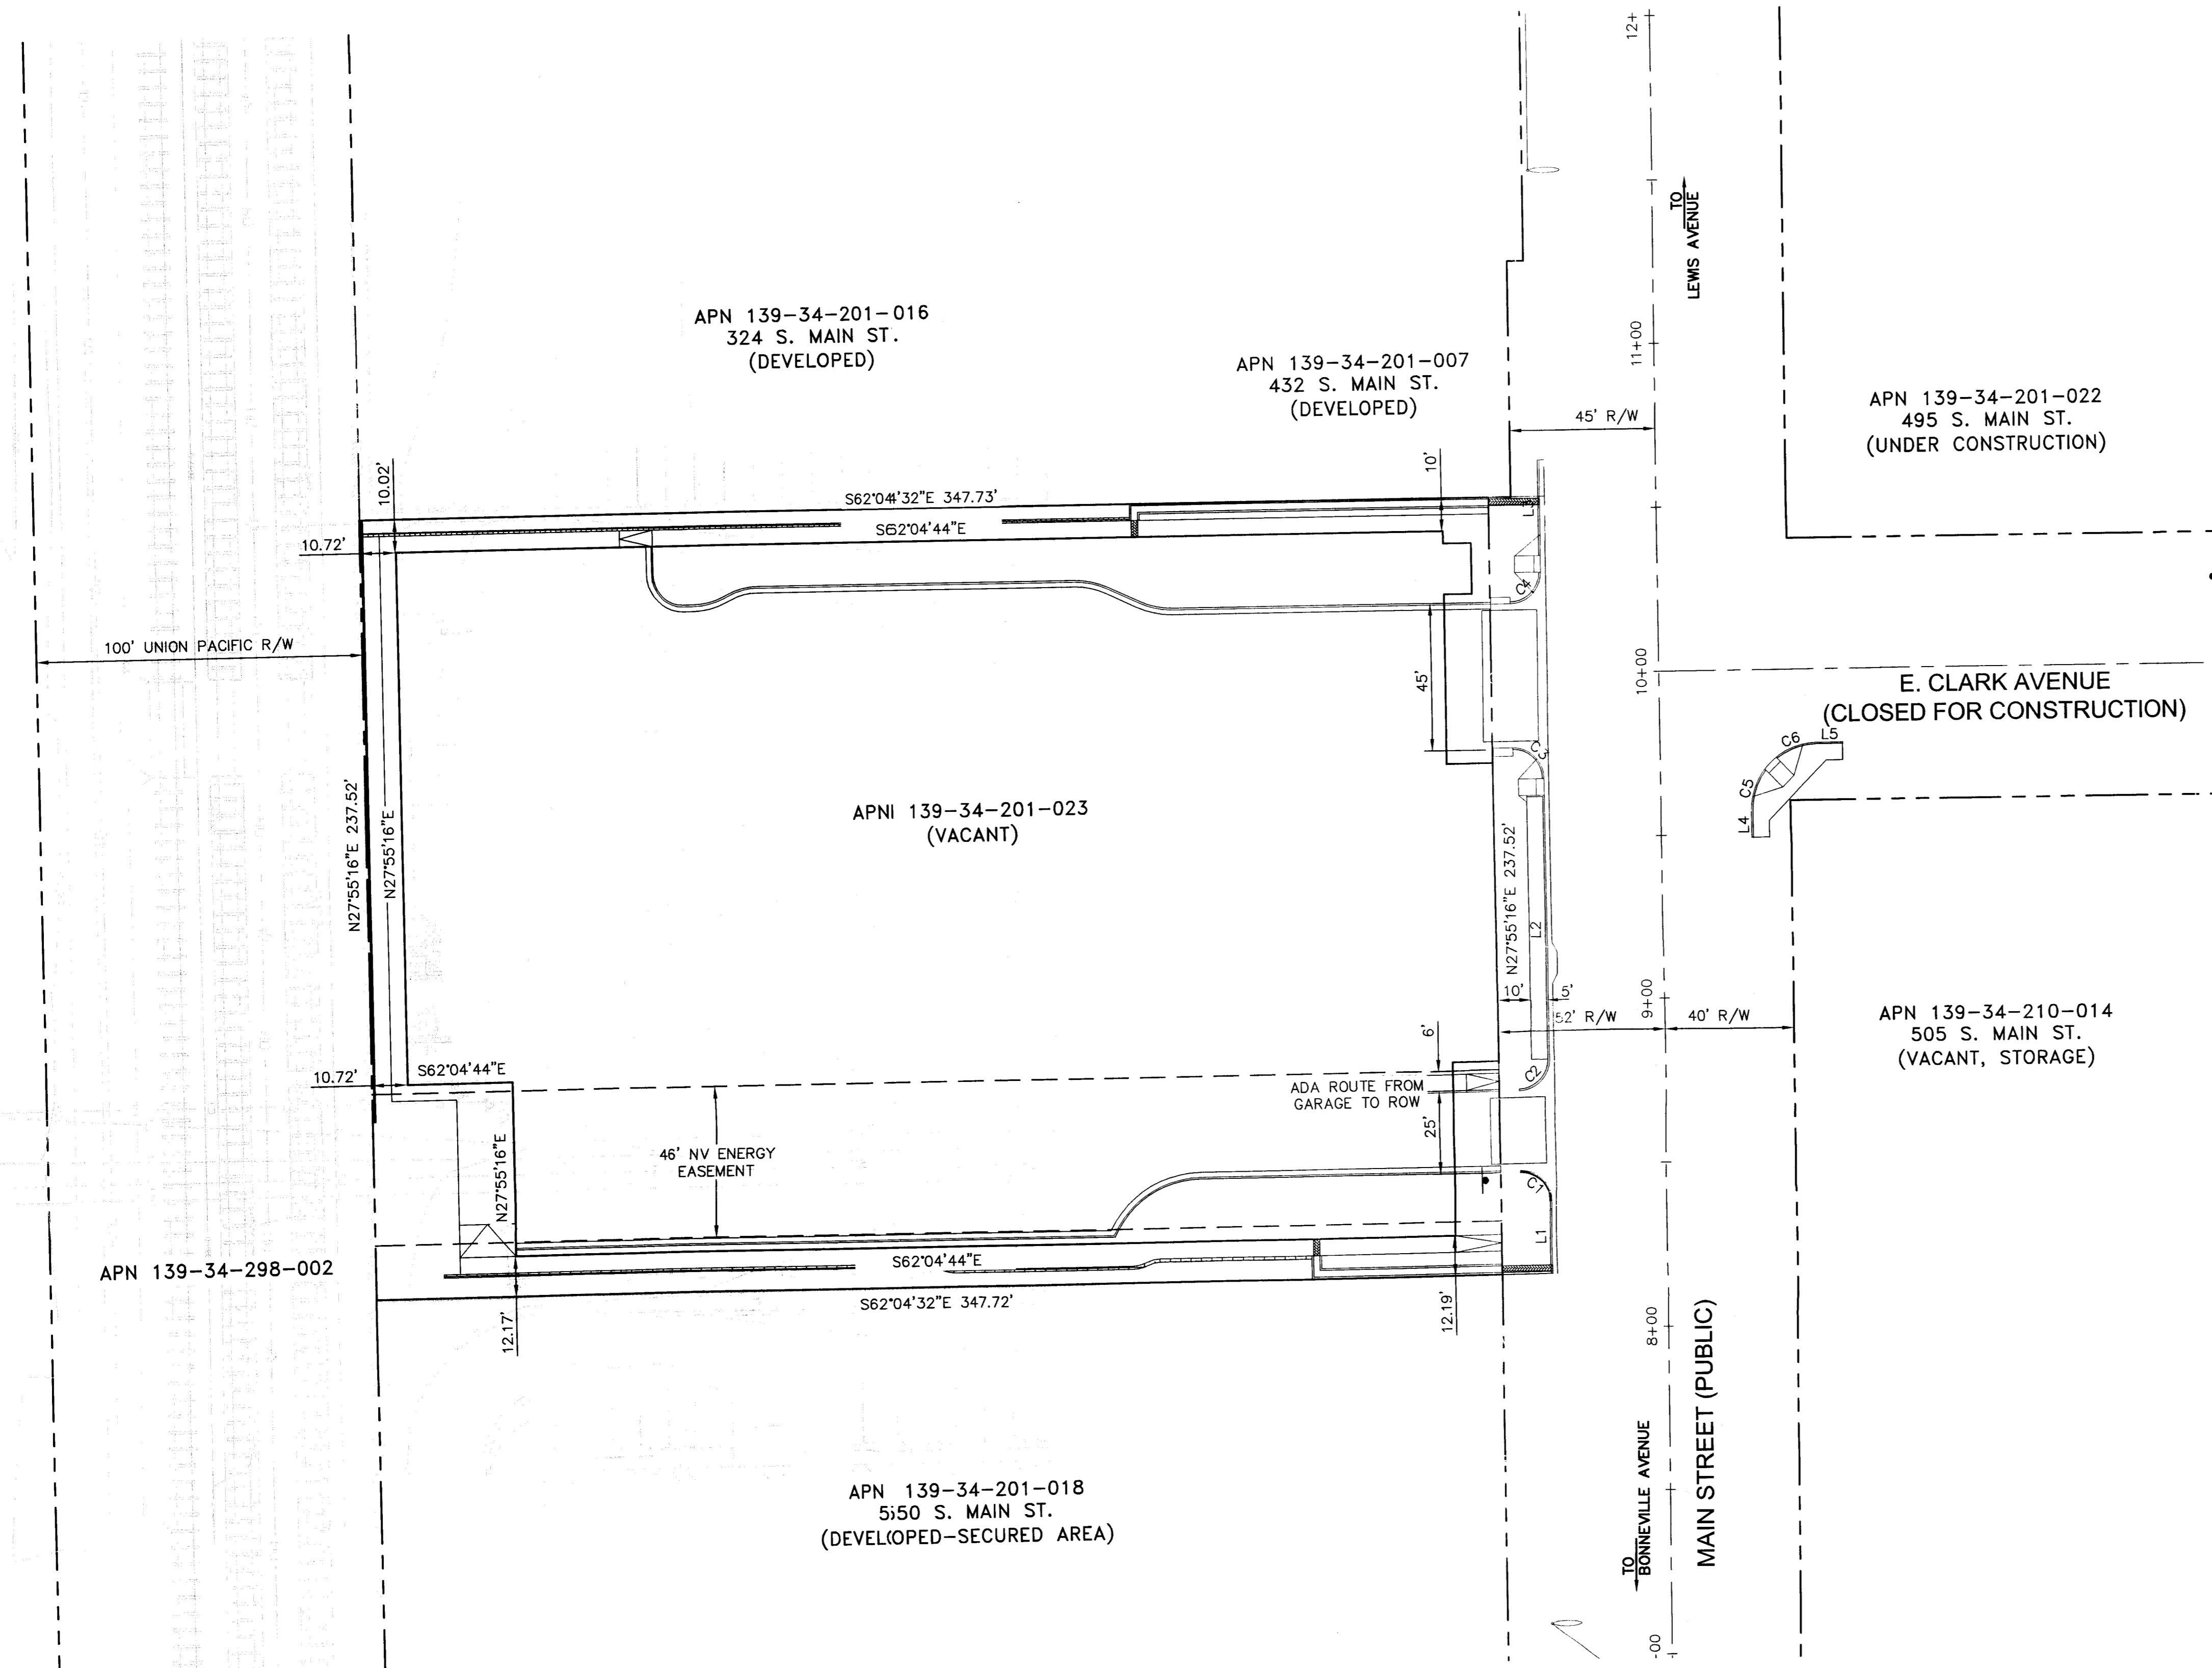 12+
TO
LEWIS AVENUE
APN 139-34-201-016
324 S. MAIN ST.
(DEVELOPED)
APN 139-34-201-007
432 S. MAIN ST.
(DEVELOPED)
11+00
45' R/W
APN 139-34-201-022
495 S. MAIN ST.
(UNDER CONSTRUCTION)
10.02'
10'
S62°04'32"E 347.73'
S62°04'44"E
10.72'
C4
100' UNION PACIFIC R/W
45'
10+00
E. CLARK AVENUE
(CLOSED FOR CONSTRUCTION)
C3
C6
L5
C5
L4
N27°55'16"E 237.52'
N27°55'16"E
APNI 139-34-201-023
(VACANT)
N27°55'16"E 237.52'
L2
10'
5'
52' R/W
9+00
40' R/W
APN 139-34-210-014
505 S. MAIN ST.
(VACANT, STORAGE)
6'
10.72'
S62°04'44"E
C2
ADA ROUTE FROM
GARAGE TO ROW
25'
46' NV ENERGY
EASEMENT
N27°55'16"E
C1
L1
APN 139-34-298-002
S62°04'44"E
S62°04'32"E 347.72'
12.17'
12.19'
8+00
MAIN STREET (PUBLIC)
TO
BONNEVILLE AVENUE
APN 139-34-201-018
550 S. MAIN ST.
(DEVELOPED-SECURED AREA)
00